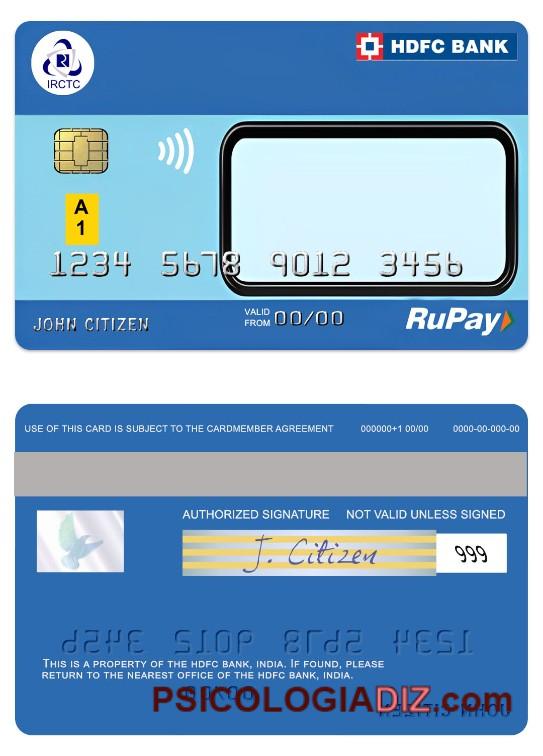 IRCTC
HDFC BANK
A
1
1234 5678 9012 3456
JOHN CITIZEN
VALID
FROM 00/00
RuPay
USE OF THIS CARD IS SUBJECT TO THE CARDMEMBER AGREEMENT 000000+1 00/00 0000-00-000-00
AUTHORIZED SIGNATURE NOT VALID UNLESS SIGNED
J. Citizen 999
THIS IS A PROPERTY OF THE HDFC BANK, INDIA. IF FOUND, PLEASE
RETURN TO THE NEAREST OFFICE OF THE HDFC BANK, INDIA.
PSICOLOGIADIZ.com